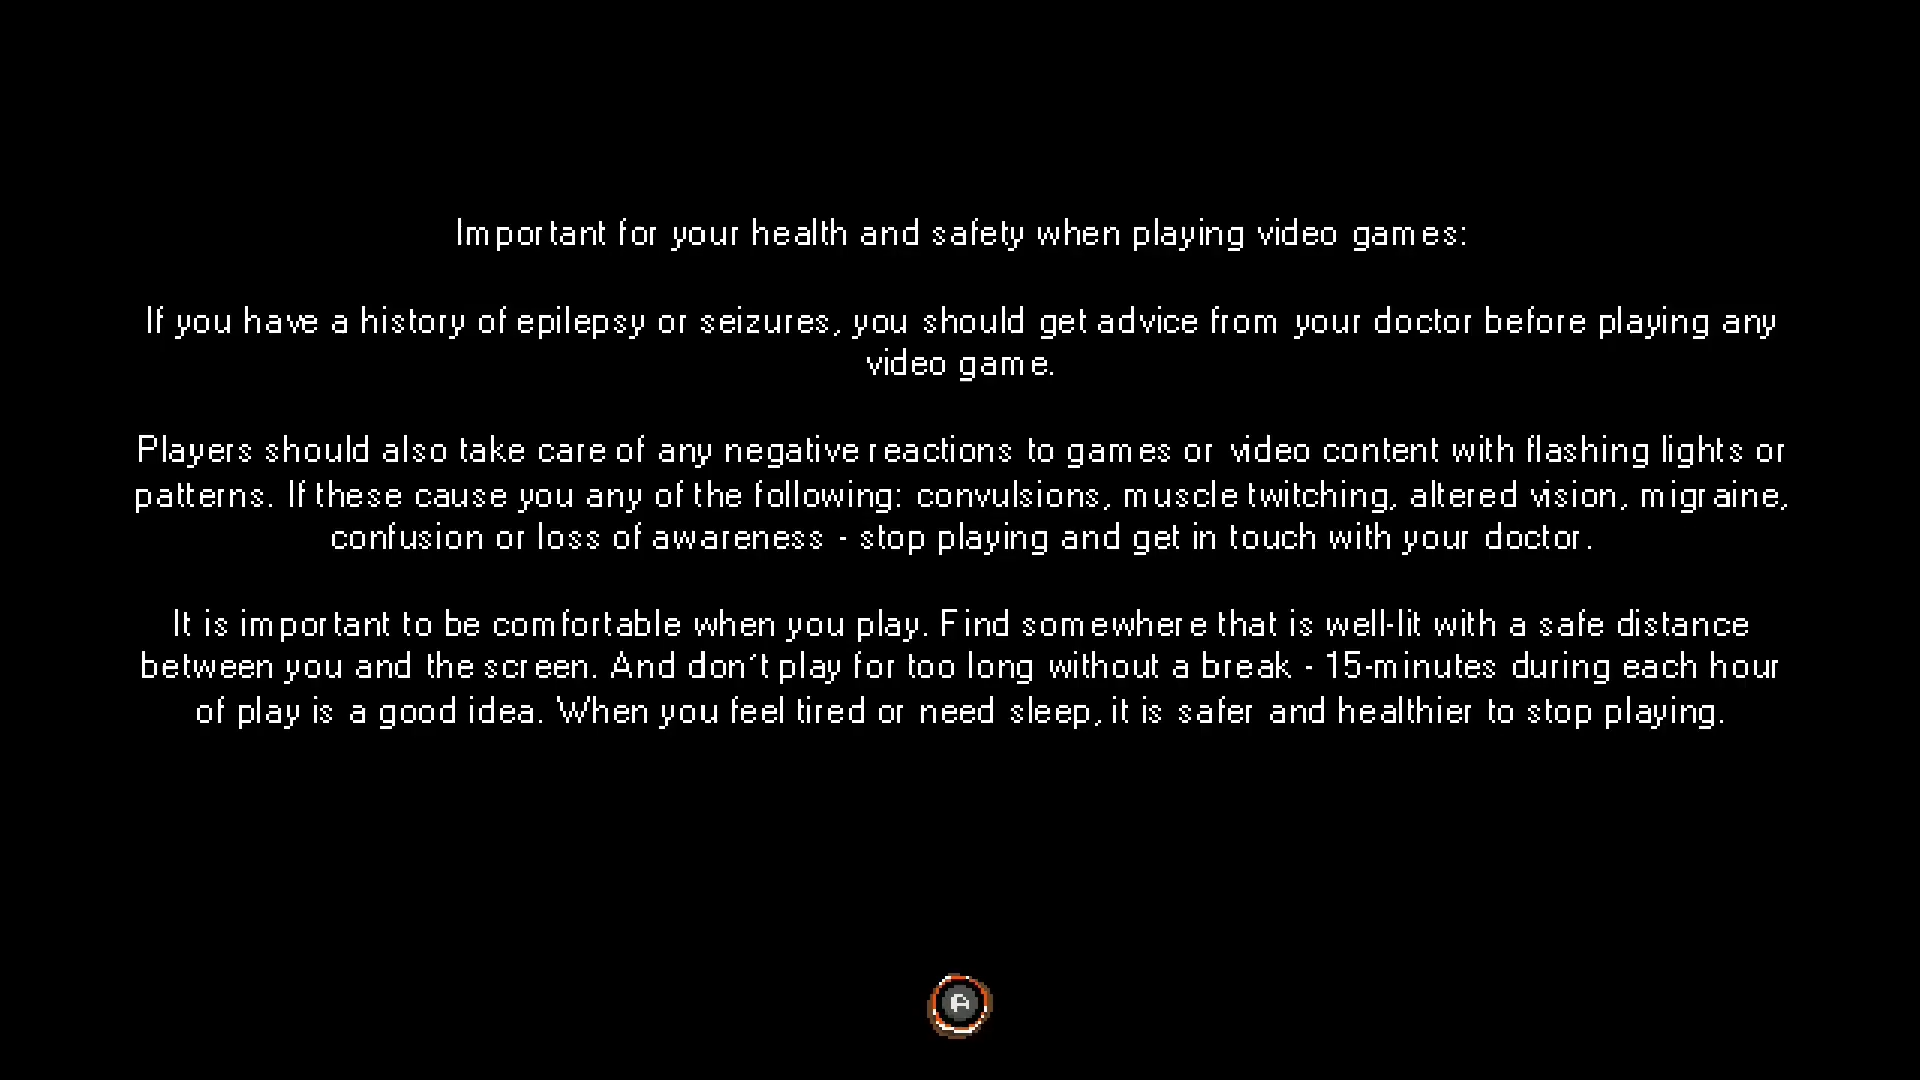 Important for your health and safety when playing video games:
If you have a history of epilepsy or seizures, you should get advice from your doctor before playing any
video game.
Players should also take care of any negative reactions to games or video content with flashing lights or
patterns. If these cause you any of the following: convulsions, muscle twitching, altered vision, migraine,
confusion or loss of awareness - stop playing and get in touch with your doctor.
It is important to be comfortable when you play. Find somewhere that is well-lit with a safe distance
between you and the screen. And don´t play for too long without a break - 15-minutes during each hour
of play is a good idea. When you feel tired or need sleep, it is safer and healthier to stop playing.
A